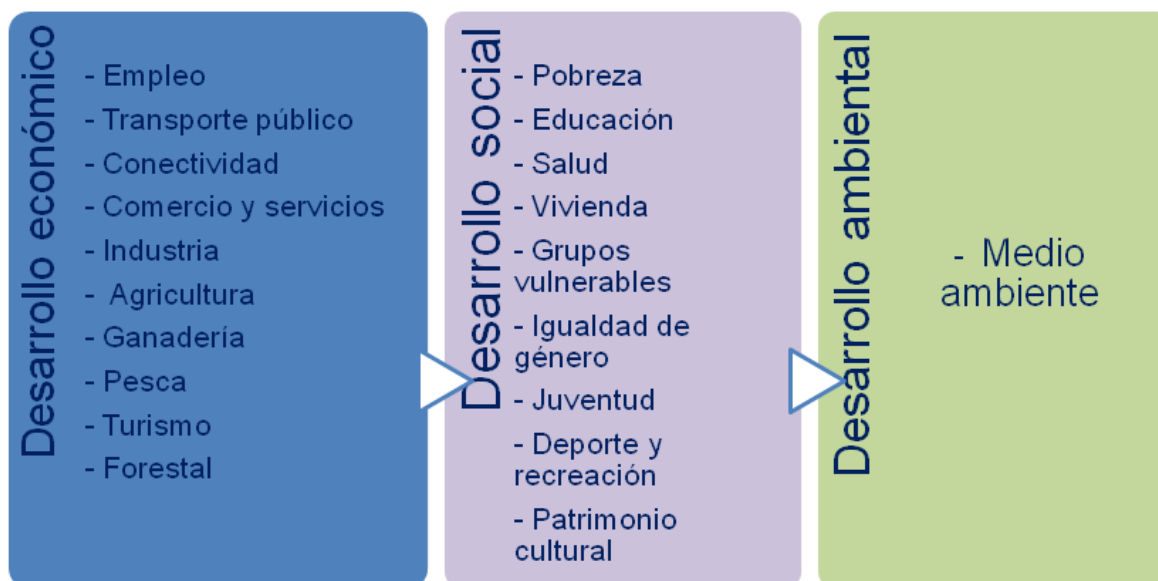 Desarrollo económico
- Empleo
- Transporte público
- Conectividad
- Comercio y servicios
- Industria
- Agricultura
- Ganadería
- Pesca
- Turismo
- Forestal
Desarrollo social
- Pobreza
- Educación
- Salud
- Vivienda
- Grupos
vulnerables
- Igualdad de
género
- Juventud
- Deporte y
recreación
- Patrimonio
cultural
Desarrollo ambiental
- Medio
ambiente